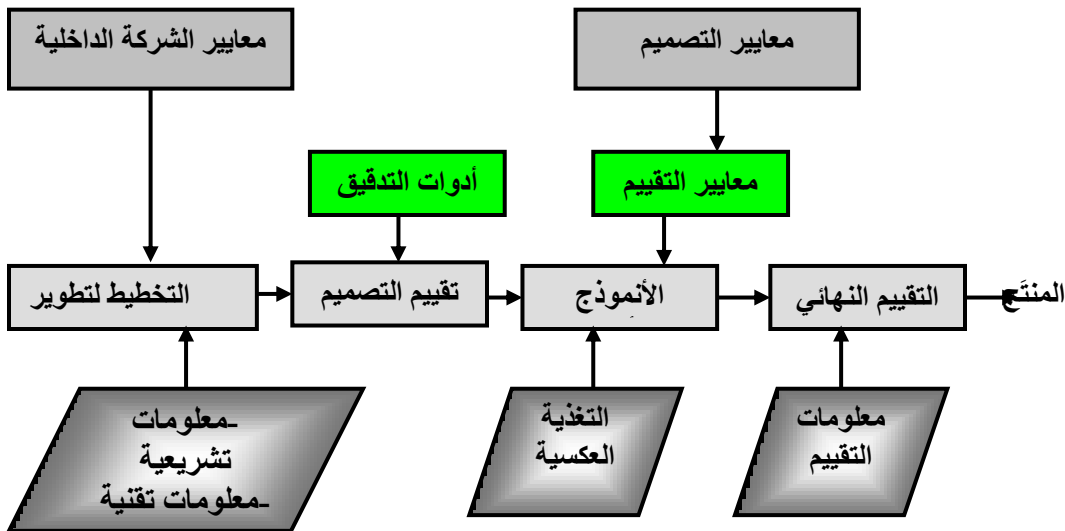 معايير الشركة الداخلية
معايير التصميم
أدوات التدقيق
معايير التقييم
التخطيط لتطوير
تقييم التصميم
الأنموذج
التقييم النهائي
المنتَج
-معلومات
تشريعية
-معلومات تقنية
التغذية
العكسية
معلومات
التقييم